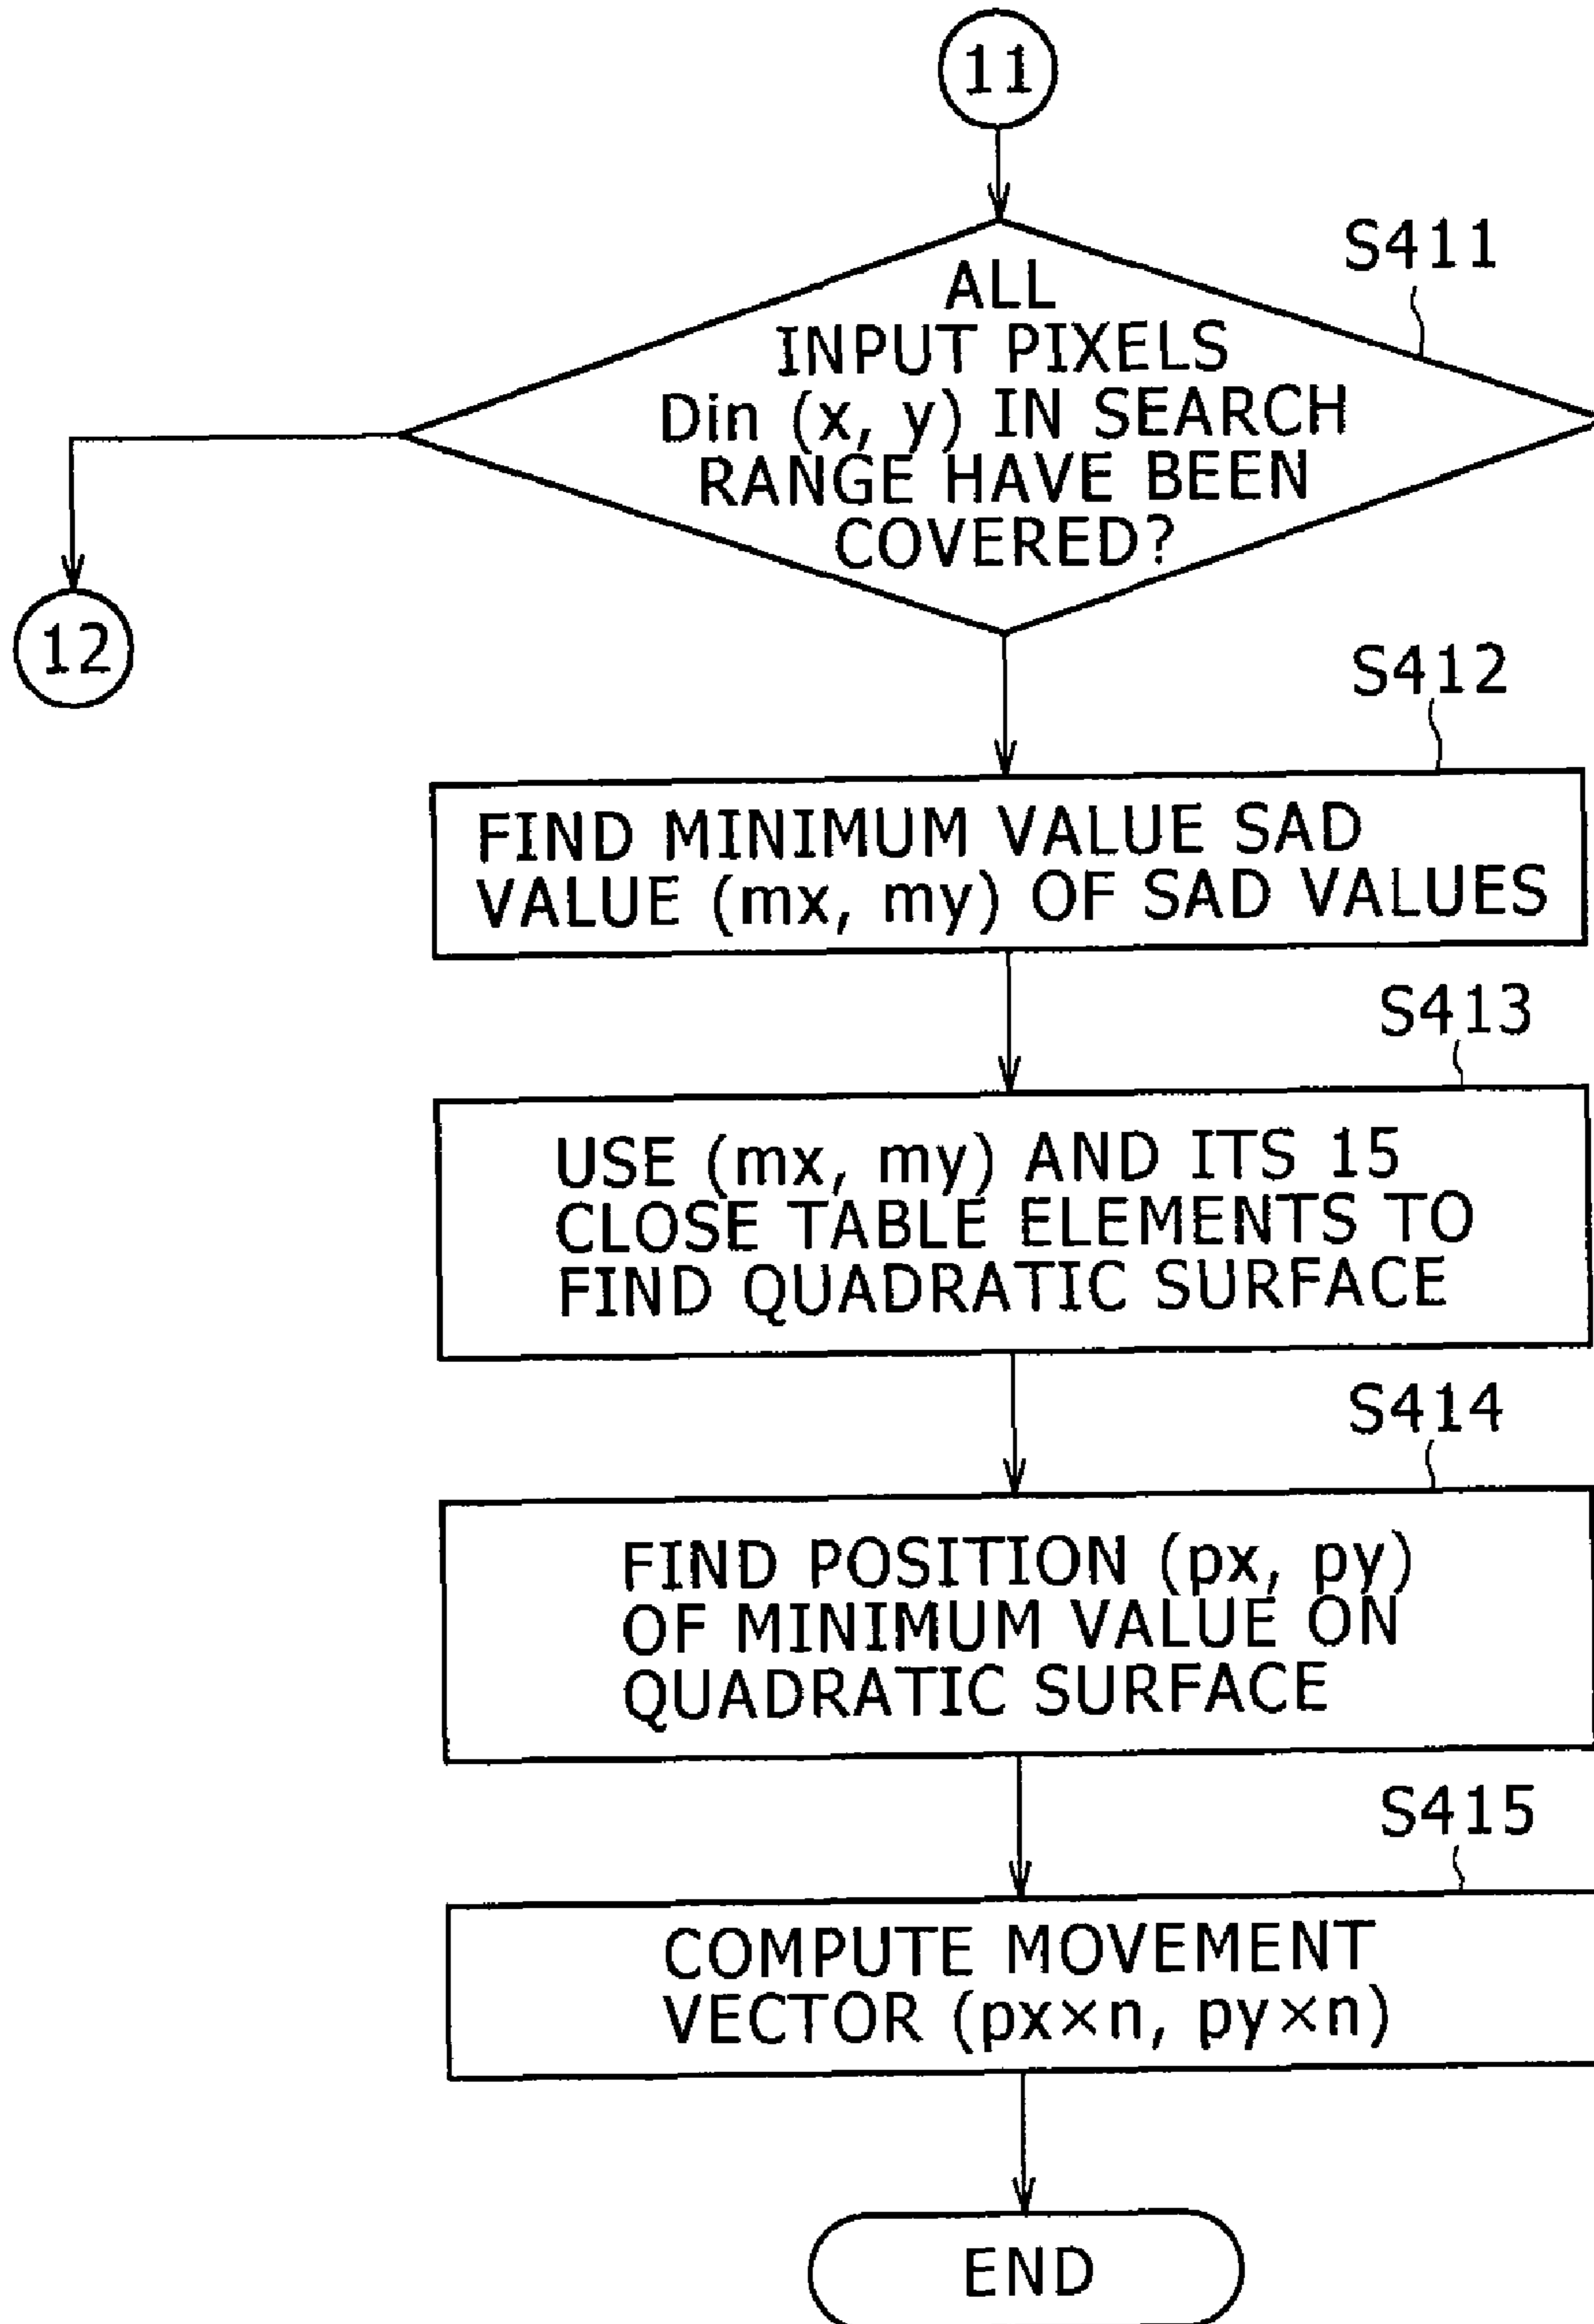 11
S411
ALL
INPUT PIXELS
Din (x, y) IN SEARCH
RANGE HAVE BEEN
COVERED?
12
S412
FIND MINIMUM VALUE SAD
VALUE (mx, my) OF SAD VALUES
S413
USE (mx, my) AND ITS 15
CLOSE TABLE ELEMENTS TO
FIND QUADRATIC SURFACE
S414
FIND POSITION (px, py)
OF MINIMUM VALUE ON
QUADRATIC SURFACE
S415
COMPUTE MOVEMENT
VECTOR (px×n, py×n)
END